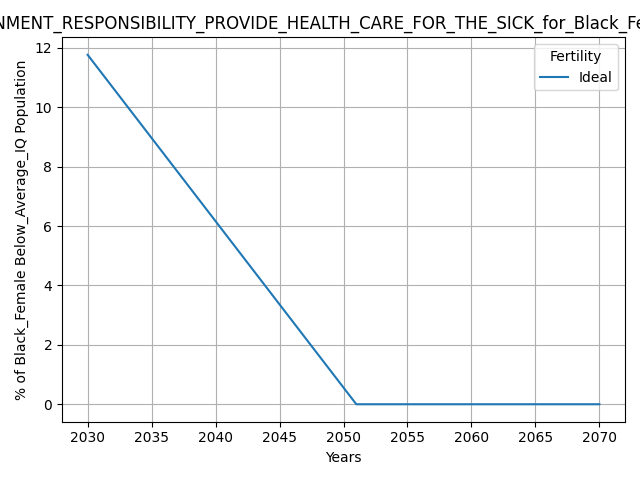 NMENT_RESPONSIBILITY_PROVIDE_HEALTH_CARE_FOR_THE_SICK_for_Black_Fe
12
10
8
6
4
2
0
% of Black_Female Below_Average_IQ Population
Fertility
Ideal
2030 2035 2040 2045 2050 2055 2060 2065 2070
Years